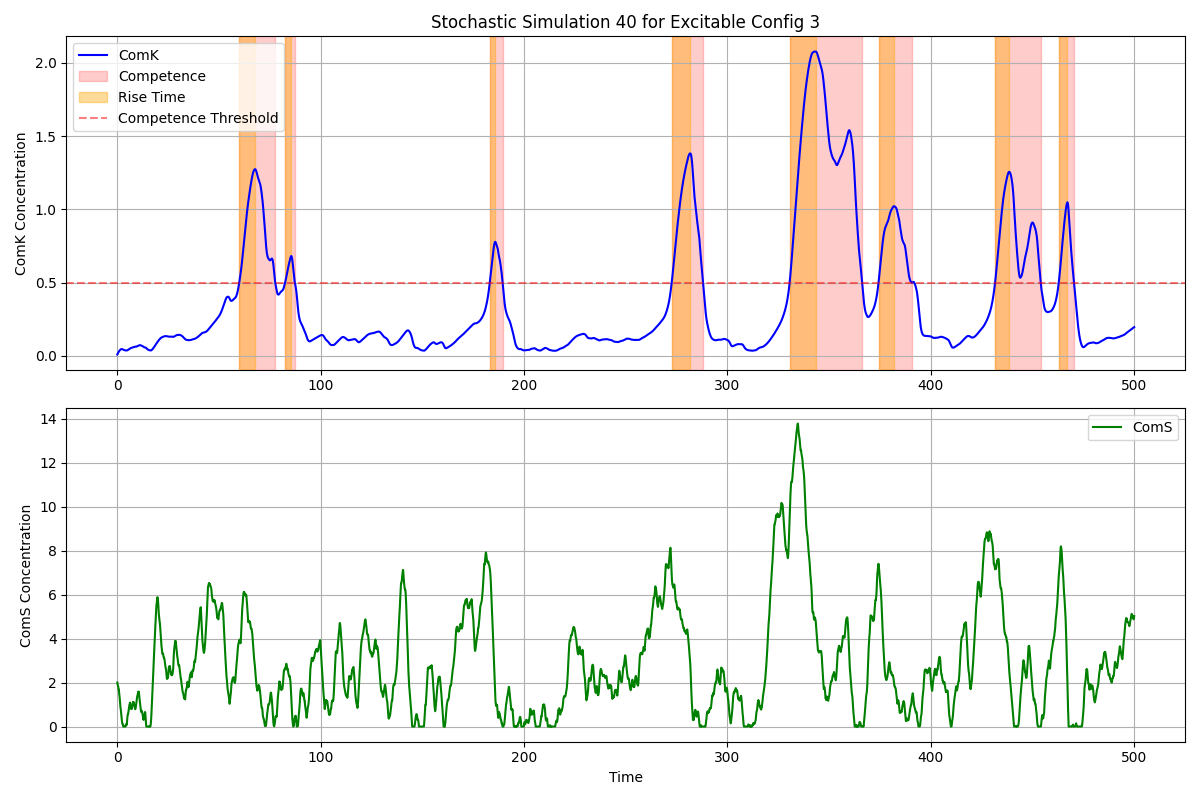 Stochastic Simulation 40 for Excitable Config 3
ComK
Competence
Rise Time
Competence Threshold
ComK Concentration
2.0
1.5
1.0
0.5
0.0
0 100 200 300 400 500
ComS
ComS Concentration
14
12
10
8
6
4
2
0
0 100 200 300 400 500
Time